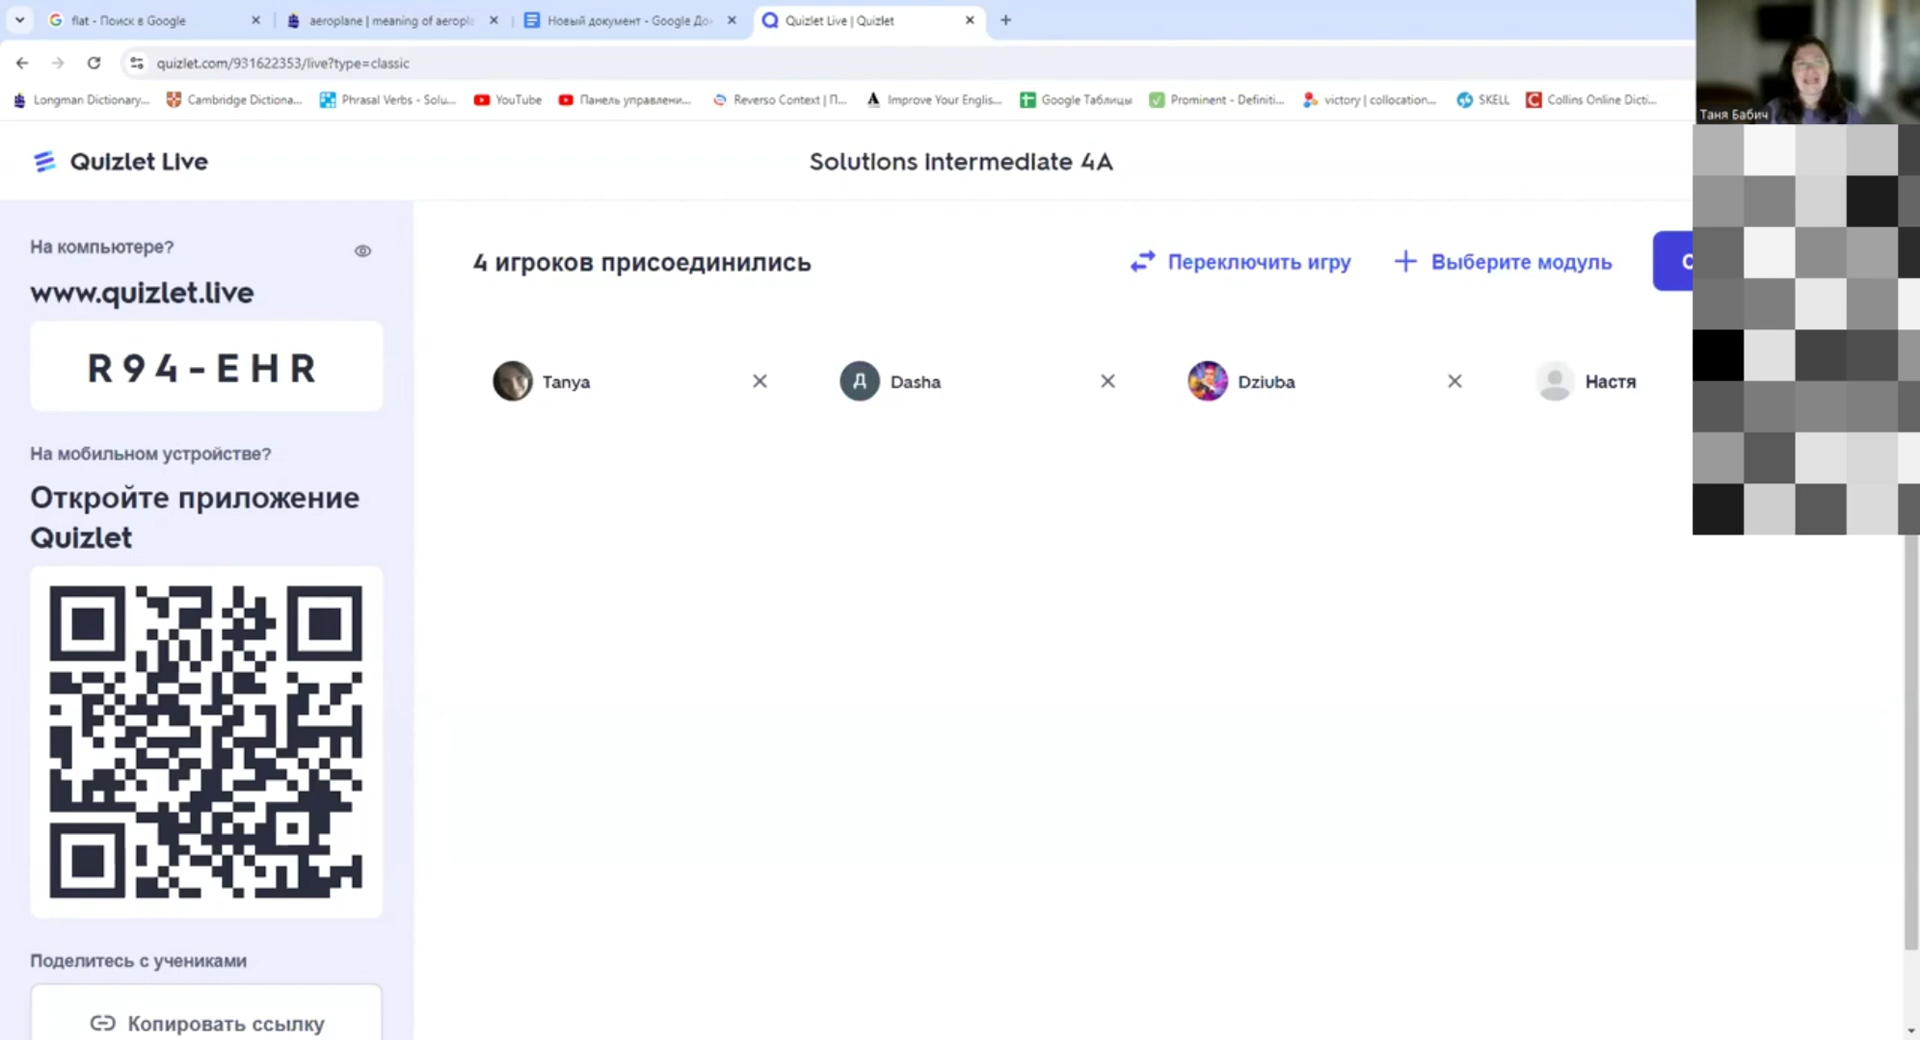 flat - Поиск в Google
aeroplane | meaning of aeropl
Новый документ - Google До
Quizlet Live | Quizlet
quizlet.com/931622353/live?type=classic
Longman Dictionary...
Cambridge Dictiona...
Phrasal Verbs - Solu...
YouTube
Панель управлени...
Reverso Context | П...
Improve Your Englis...
Google Таблицы
Prominent - Definiti...
victory | collocation...
SKELL
Collins Online Dicti...
Таня Бабич
Quizlet Live
Solutions Intermediate 4A
На компьютере?
www.quizlet.live
R94-EHR
4 игроков присоединились
Переключить игру
Выберите модуль
Tanya
Д
Dasha
Dziuba
Настя
На мобильном устройстве?
Откройте приложение
Quizlet
Поделитесь с учениками
Копировать ссылку